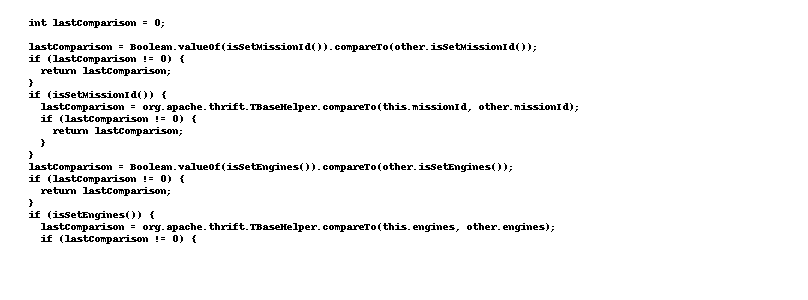 int lastComparison = 0;

lastComparison = Boolean.valueOf(isSetMissionId()).compareTo(other.isSetMissionId());
if (lastComparison != 0) {
  return lastComparison;
}
if (isSetMissionId()) {
  lastComparison = org.apache.thrift.TBaseHelper.compareTo(this.missionId, other.missionId);
  if (lastComparison != 0) {
    return lastComparison;
  }
}
lastComparison = Boolean.valueOf(isSetEngines()).compareTo(other.isSetEngines());
if (lastComparison != 0) {
  return lastComparison;
}
if (isSetEngines()) {
  lastComparison = org.apache.thrift.TBaseHelper.compareTo(this.engines, other.engines);
  if (lastComparison != 0) {